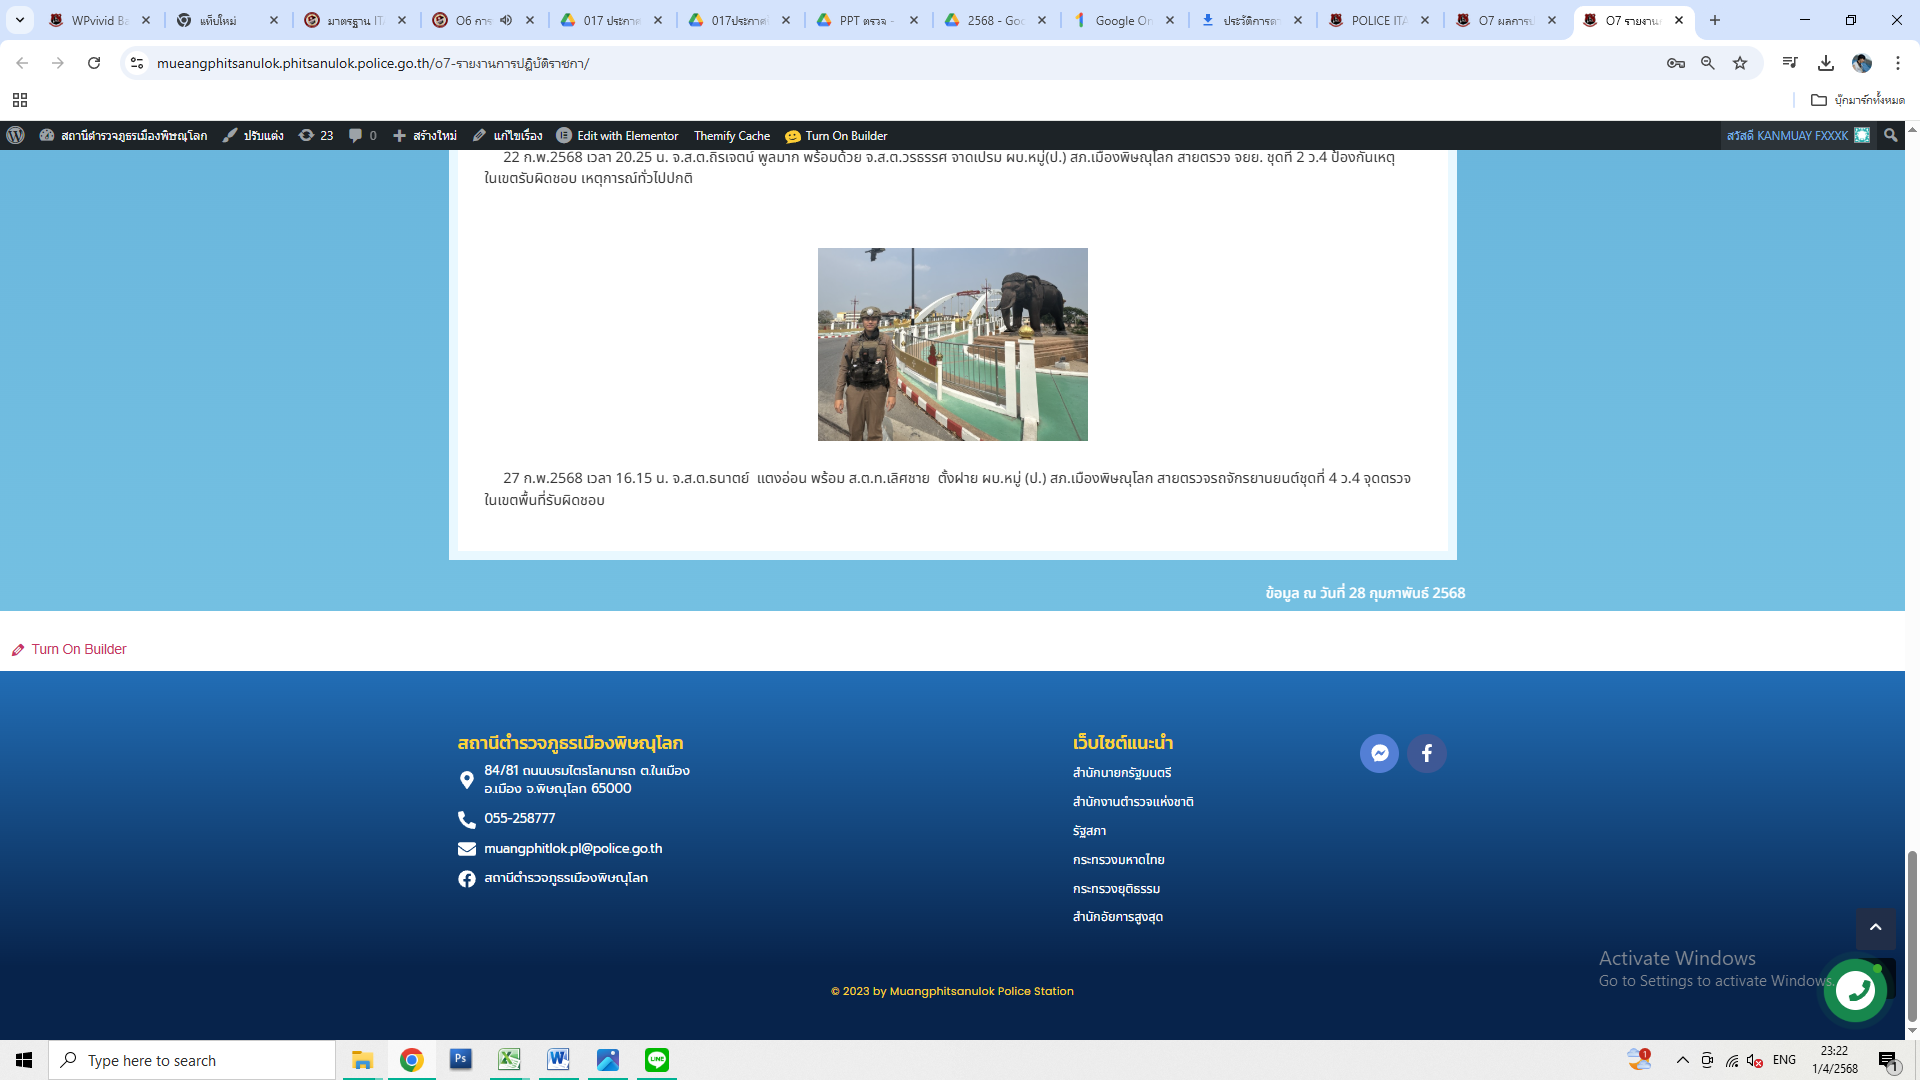 WPvivid Ba
แท็บใหม่
มาตรฐาน ITA
O6 การ
017 ประกาศ
017ประกาศ
PPT ตรวจ -
2568 - Goo
Google On
ประวัติการดา
POLICE ITA
O7 ผลการป
O7 รายงาน
mueangphitsanulok.phitsanulok.police.go.th/o7-รายงานการปฏิบัติราชกา/
บุ๊กมาร์กทั้งหมด
สถานีตำรวจภูธรเมืองพิษณุโลก ปรับแต่ง 23 0 สร้างใหม่ แก้ไขเรื่อง Edit with Elementor Themify Cache Turn On Builder สวัสดี KANMUAY FXXXK
22 ก.พ.2568 เวลา 20.25 น. จ.ส.ต.ถิรเจตน์ พูลมาก พร้อมด้วย จ.ส.ต.วรธรรศ จาดเปรม ผบ.หมู่(ป.) สภ.เมืองพิษณุโลก สายตรวจ จยย. ชุดที่ 2 ว.4 ป้องกันเหตุ
ในเขตรับผิดชอบ เหตุการณ์ทั่วไปปกติ
27 ก.พ.2568 เวลา 16.15 น. จ.ส.ต.ธนาตย์ แตงอ่อน พร้อม ส.ต.ท.เลิศชาย ตั้งฝาย ผบ.หมู่ (ป.) สภ.เมืองพิษณุโลก สายตรวจรถจักรยานยนต์ชุดที่ 4 ว.4 จุดตรวจ
ในเขตพื้นที่รับผิดชอบ
ข้อมูล ณ วันที่ 28 กุมภาพันธ์ 2568
Turn On Builder
สถานีตำรวจภูธรเมืองพิษณุโลก
84/81 ถนนบรมไตรโลกนารถ ต.ในเมือง
อ.เมือง จ.พิษณุโลก 65000
055-258777
muangphitlok.pl@police.go.th
สถานีตำรวจภูธรเมืองพิษณุโลก
เว็บไซต์แนะนำ
สำนักนายกรัฐมนตรี
สำนักงานตำรวจแห่งชาติ
รัฐสภา
กระทรวงมหาดไทย
กระทรวงยุติธรรม
สำนักอัยการสูงสุด
© 2023 by Muangphitsanulok Police Station
Activate Windows
Go to Settings to activate Windows.
Type here to search
Ps
LINE
1
ENG
23:22
1/4/2568
1